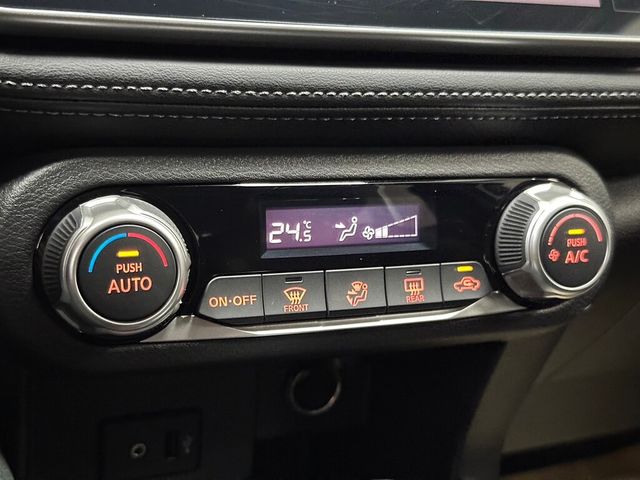 24.5 °C
PUSH
AUTO
ON·OFF
FRONT
REAR
PUSH
A/C